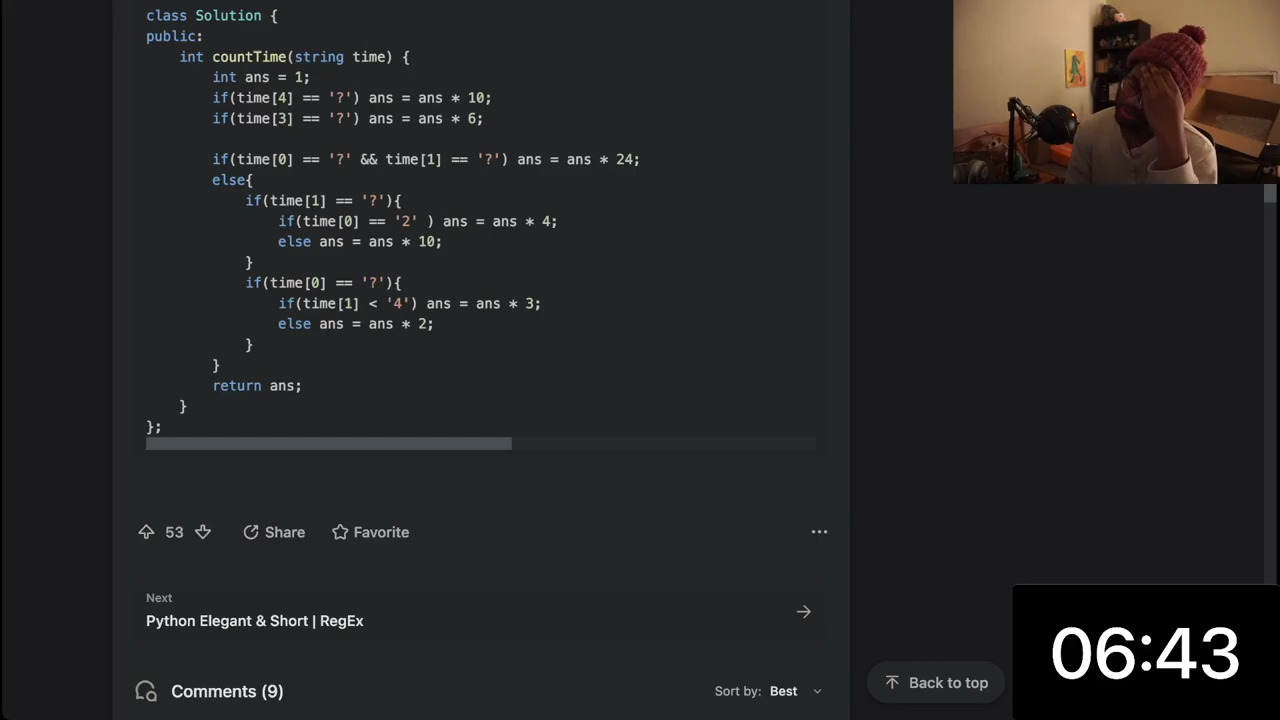 class Solution {
public:
    int countTime(string time) {
        int ans = 1;
        if(time[4] == '?') ans = ans * 10;
        if(time[3] == '?') ans = ans * 6;

        if(time[0] == '?' && time[1] == '?') ans = ans * 24;
        else{
            if(time[1] == '?'){
                if(time[0] == '2' ) ans = ans * 4;
                else ans = ans * 10;
            }
            if(time[0] == '?'){
                if(time[1] < '4') ans = ans * 3;
                else ans = ans * 2;
            }
        }
        return ans;
    }
};
53 Share Favorite
Next
Python Elegant & Short | RegEx
Comments (9) Sort by: Best
Back to top
06:43